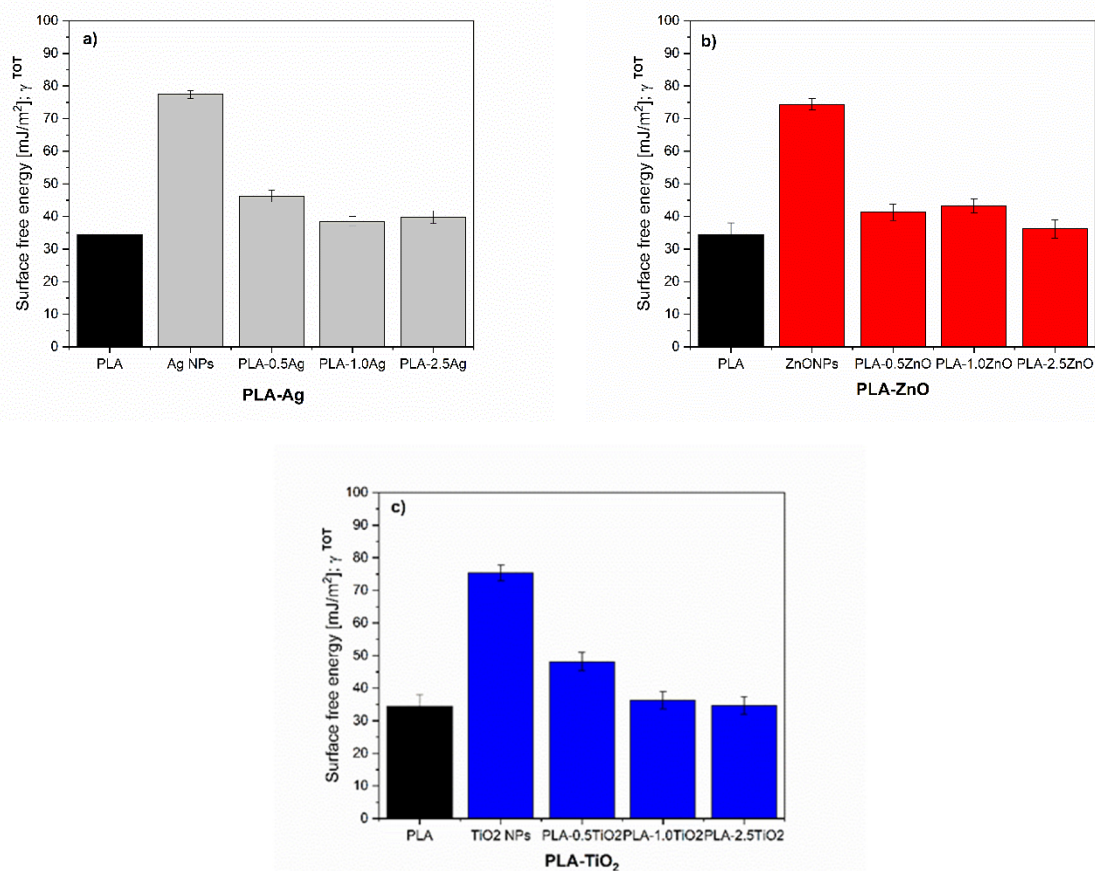 a)
Surface free energy [mJ/m²]; γ TOT
100
90
80
70
60
50
40
30
20
10
0
PLA Ag NPs PLA-0.5Ag PLA-1.0Ag PLA-2.5Ag
PLA-Ag
b)
Surface free energy [mJ/m²]; γ TOT
100
90
80
70
60
50
40
30
20
10
0
PLA ZnONPs PLA-0.5ZnO PLA-1.0ZnO PLA-2.5ZnO
PLA-ZnO
c)
Surface free energy [mJ/m²]; γ TOT
100
90
80
70
60
50
40
30
20
10
0
PLA TiO2 NPs PLA-0.5TiO2 PLA-1.0TiO2 PLA-2.5TiO2
PLA-TiO₂